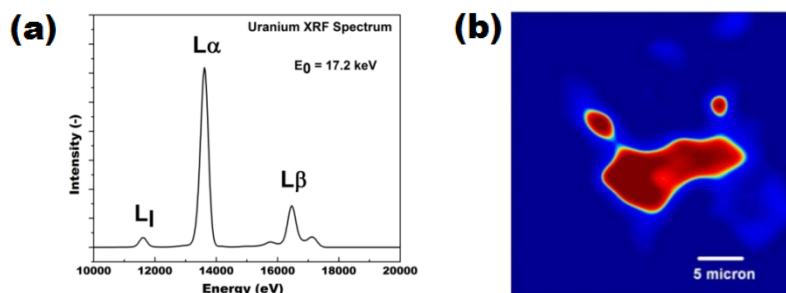 (a)
Uranium XRF Spectrum
E0 = 17.2 keV
Lα
Lβ
Ll
Intensity (-)
10000 12000 14000 16000 18000 20000
Energy (eV)
(b)
5 micron